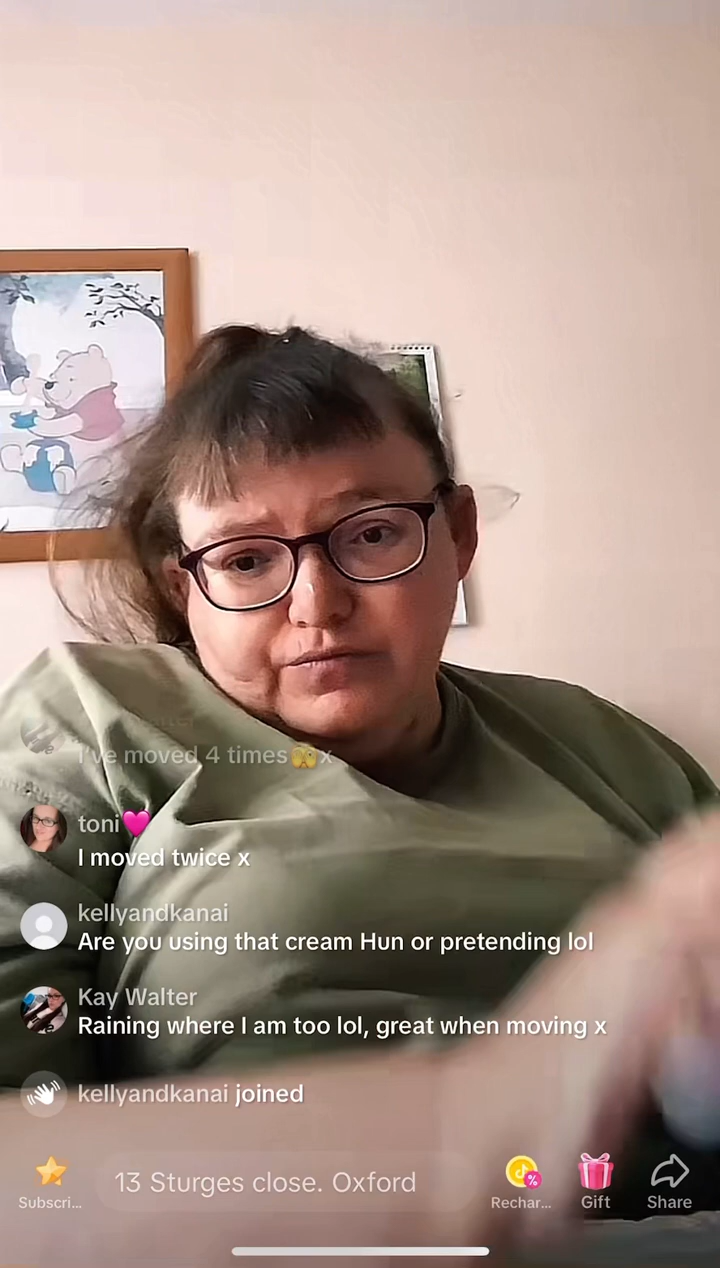 I've moved 4 times🫣x
toni💗
I moved twice x
kellyandkanai
Are you using that cream Hun or pretending lol
Kay Walter
Raining where I am too lol, great when moving x
kellyandkanai joined
Subscri...
13 Sturges close. Oxford
Rechar...
Gift
Share